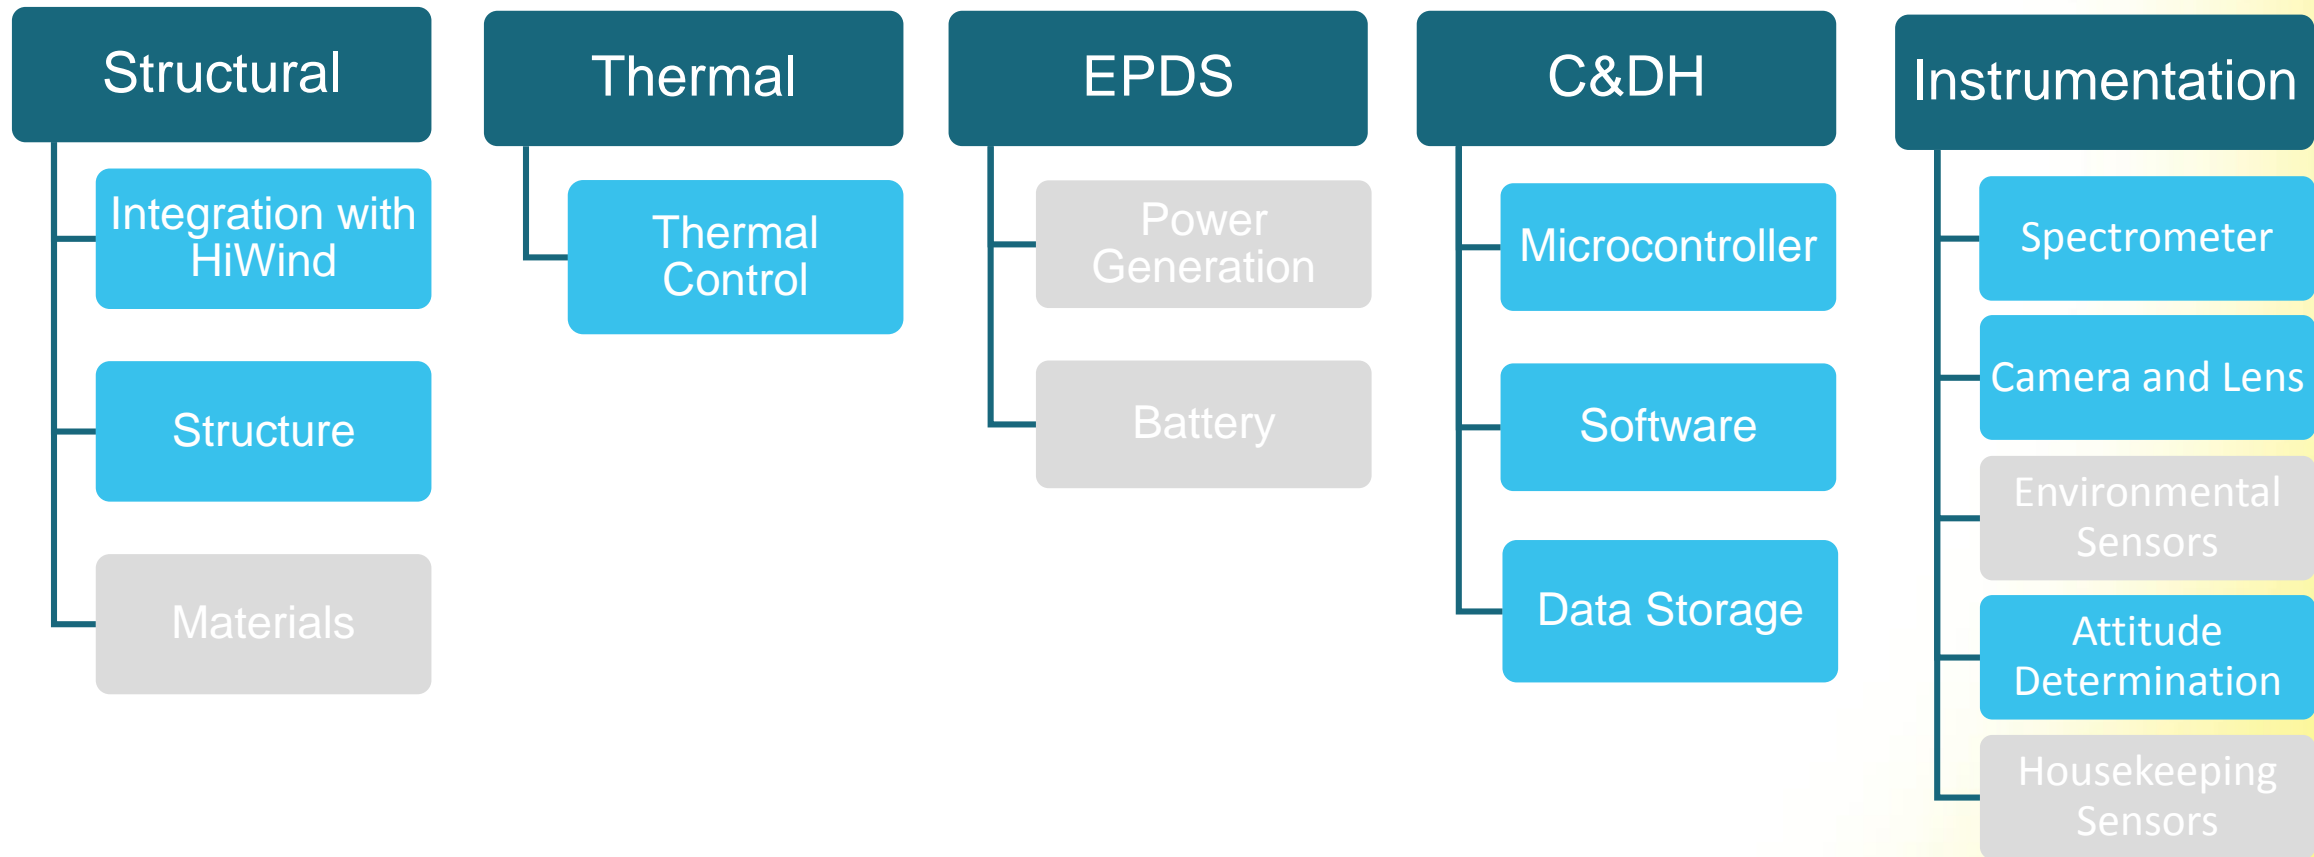 Structural
Integration with
HiWind
Structure
Materials
Thermal
Thermal
Control
EPDS
Power
Generation
Battery
C&DH
Microcontroller
Software
Data Storage
Instrumentation
Spectrometer
Camera and Lens
Environmental
Sensors
Attitude
Determination
Housekeeping
Sensors